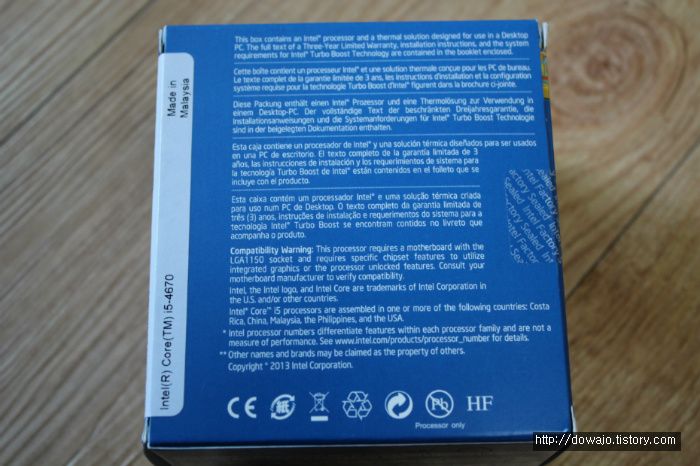 This box contains an Intel® processor and a thermal solution designed for use in a Desktop
PC. The full text of a Three-Year Limited Warranty, installation instructions, and the system
requirements for Intel® Turbo Boost Technology are contained in the booklet enclosed.
Cette boîte contient un processeur Intel® et une solution thermale conçue pour les PC de bureau.
Le texte complet de la garantie limitée de 3 ans, les instructions d'installation et la configuration
système requise pour la technologie Turbo Boost d'Intel® figurent dans la brochure ci-jointe.
Diese Packung enthält einen Intel® Prozessor und eine Thermolösung zur Verwendung in
einem Desktop-PC. Der vollständige Text der beschränkten Dreijahresgarantie, die
Installationsanweisungen und die Systemanforderungen für Intel® Turbo Boost Technologie
sind in der beigelegten Dokumentation enthalten.
Esta caja contiene un procesador de Intel® y una solución térmica diseñados para ser usados
en una PC de escritorio. El texto completo de la garantía limitada de 3
años, las instrucciones de instalación y los requerimientos de sistema para
la tecnología Turbo Boost de Intel® están contenidos en el folleto que se
incluye con el producto.
Esta caixa contém um processador Intel® e uma solução térmica criada
para uso num PC de Desktop. O texto completo da garantia limitada de
três (3) anos, instruções de instalação e requerimentos do sistema para a
tecnologia Intel® Turbo Boost se encontram contidos no livreto que
acompanha o produto.
Compatibility Warning: This processor requires a motherboard with the
LGA1150 socket and requires specific chipset features to utilize
integrated graphics or the processor unlocked features. Consult your
motherboard manufacturer to verify compatibility.
Intel, the Intel logo, and Intel Core are trademarks of Intel Corporation in
the U.S. and/or other countries.
Intel® Core™ i5 processors are assembled in one or more of the following countries: Costa
Rica, China, Malaysia, the Philippines, and the USA.
* Intel processor numbers differentiate features within each processor family and are not a
measure of performance. See www.intel.com/products/processor_number for details.
** Other names and brands may be claimed as the property of others.
Copyright © 2013 Intel Corporation.
CE
Pb
HF
Processor only
Made in
Malaysia
Intel(R) Core(TM) i5-4670
Intel Factory
Sealed Intel Factory
http://dowajo.tistory.com